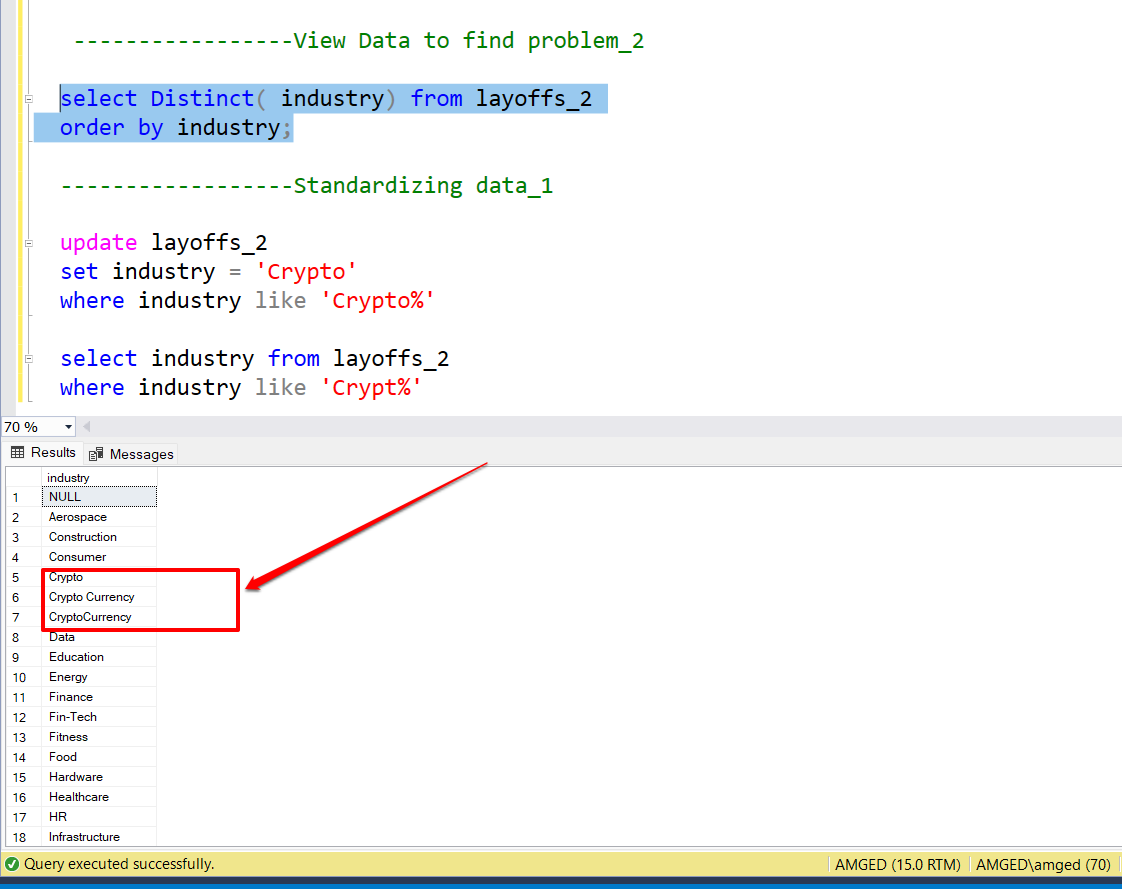 -----------------View Data to find problem_2
select Distinct( industry) from layoffs_2
order by industry;
------------------Standardizing data_1
update layoffs_2
set industry = 'Crypto'
where industry like 'Crypto%'
select industry from layoffs_2
where industry like 'Crypt%'
70 %
Results Messages
industry
1 NULL
2 Aerospace
3 Construction
4 Consumer
5 Crypto
6 Crypto Currency
7 CryptoCurrency
8 Data
9 Education
10 Energy
11 Finance
12 Fin-Tech
13 Fitness
14 Food
15 Hardware
16 Healthcare
17 HR
18 Infrastructure
Query executed successfully. AMGED (15.0 RTM) AMGED\amged (70)